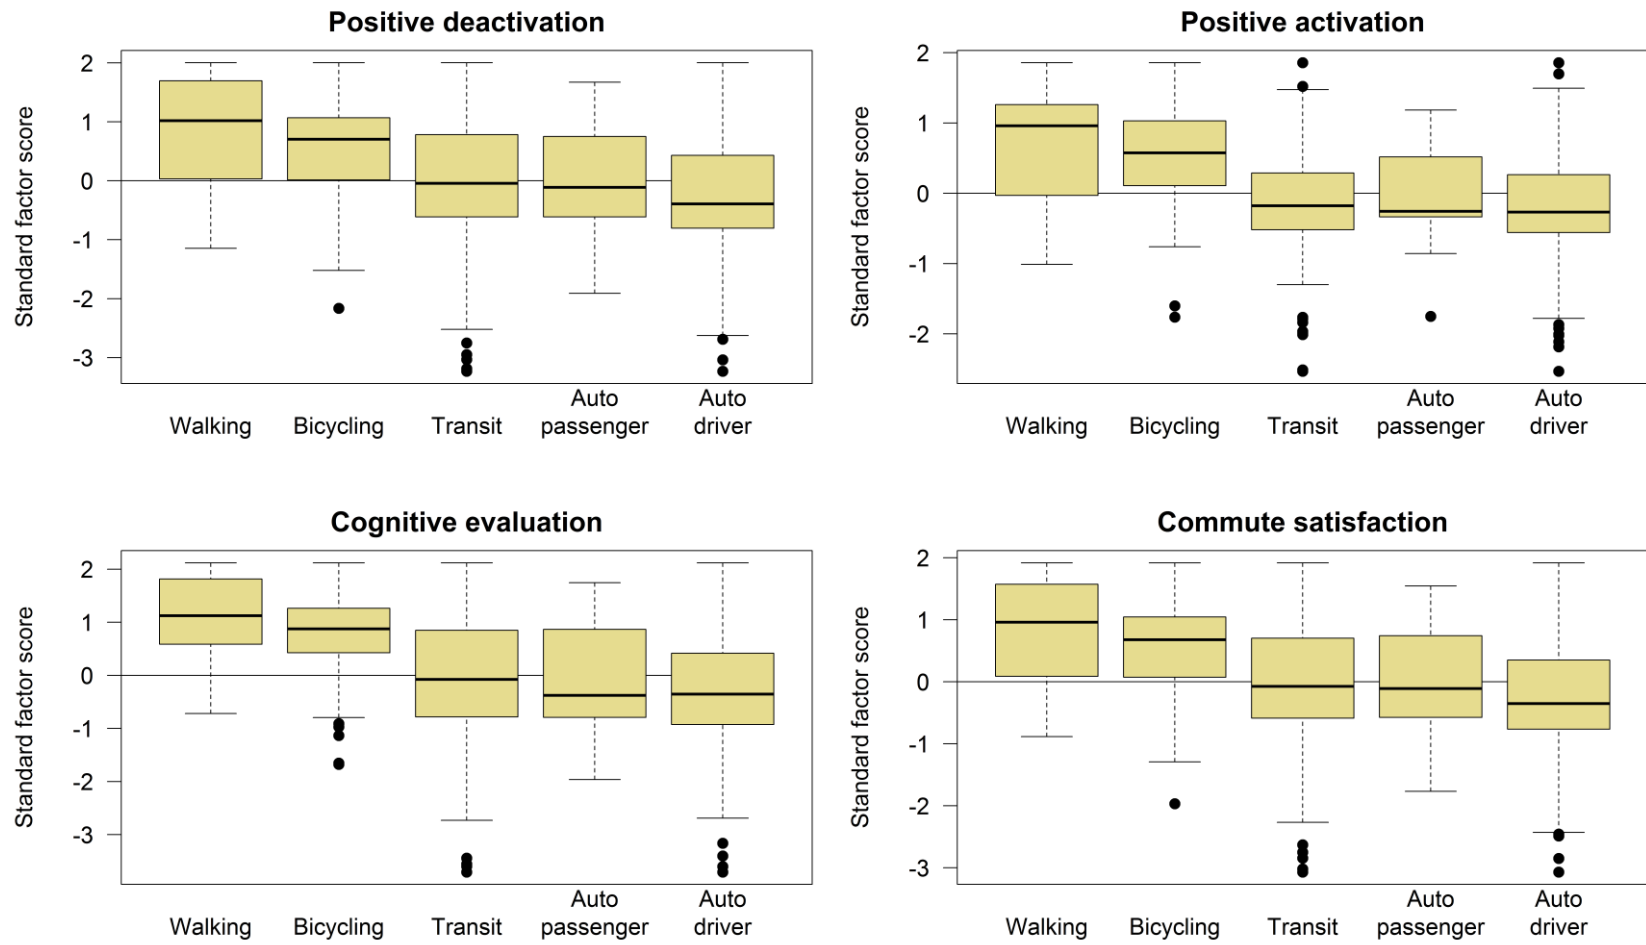 Positive deactivation
Standard factor score
2
1
0
-1
-2
-3
Walking
Bicycling
Transit
Auto
passenger
Auto
driver
Positive activation
Standard factor score
2
1
0
-1
-2
Walking
Bicycling
Transit
Auto
passenger
Auto
driver
Cognitive evaluation
Standard factor score
2
1
0
-1
-2
-3
Walking
Bicycling
Transit
Auto
passenger
Auto
driver
Commute satisfaction
Standard factor score
2
1
0
-1
-2
-3
Walking
Bicycling
Transit
Auto
passenger
Auto
driver